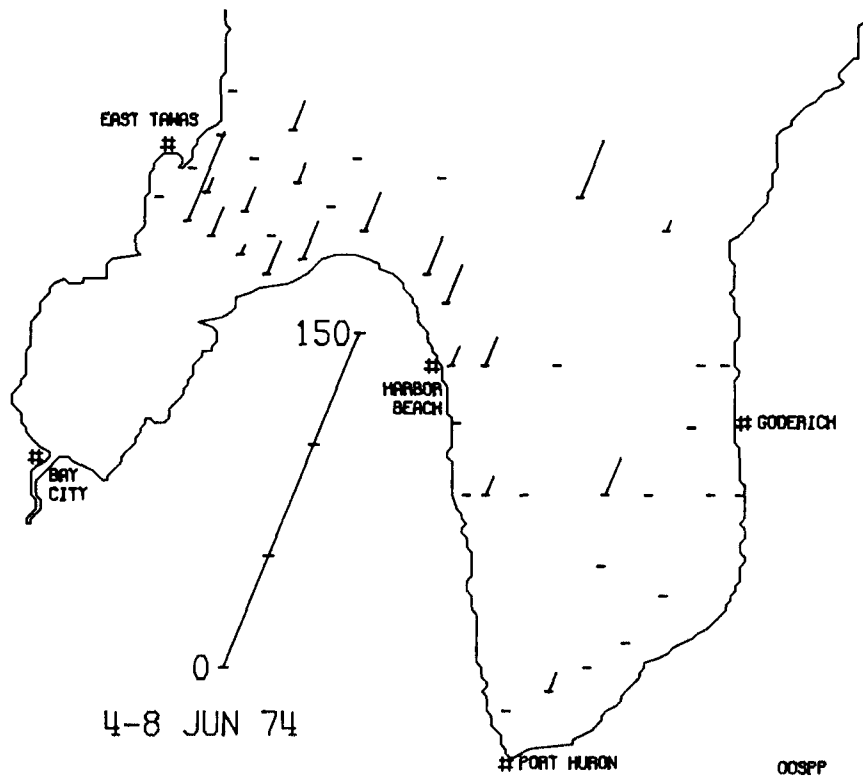 EAST TAWAS
#
150
#
HARBOR
BEACH
# GODERICH
#
BAY
CITY
0
4-8 JUN 74
# PORT HURON
OOSPP